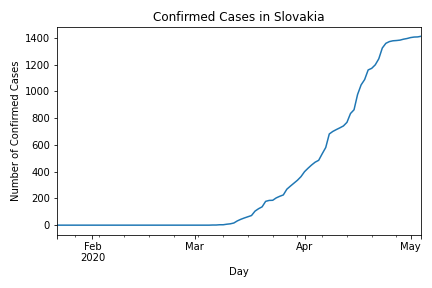 Confirmed Cases in Slovakia
Number of Confirmed Cases
1400
1200
1000
800
600
400
200
0
Feb Mar Apr May
2020
Day